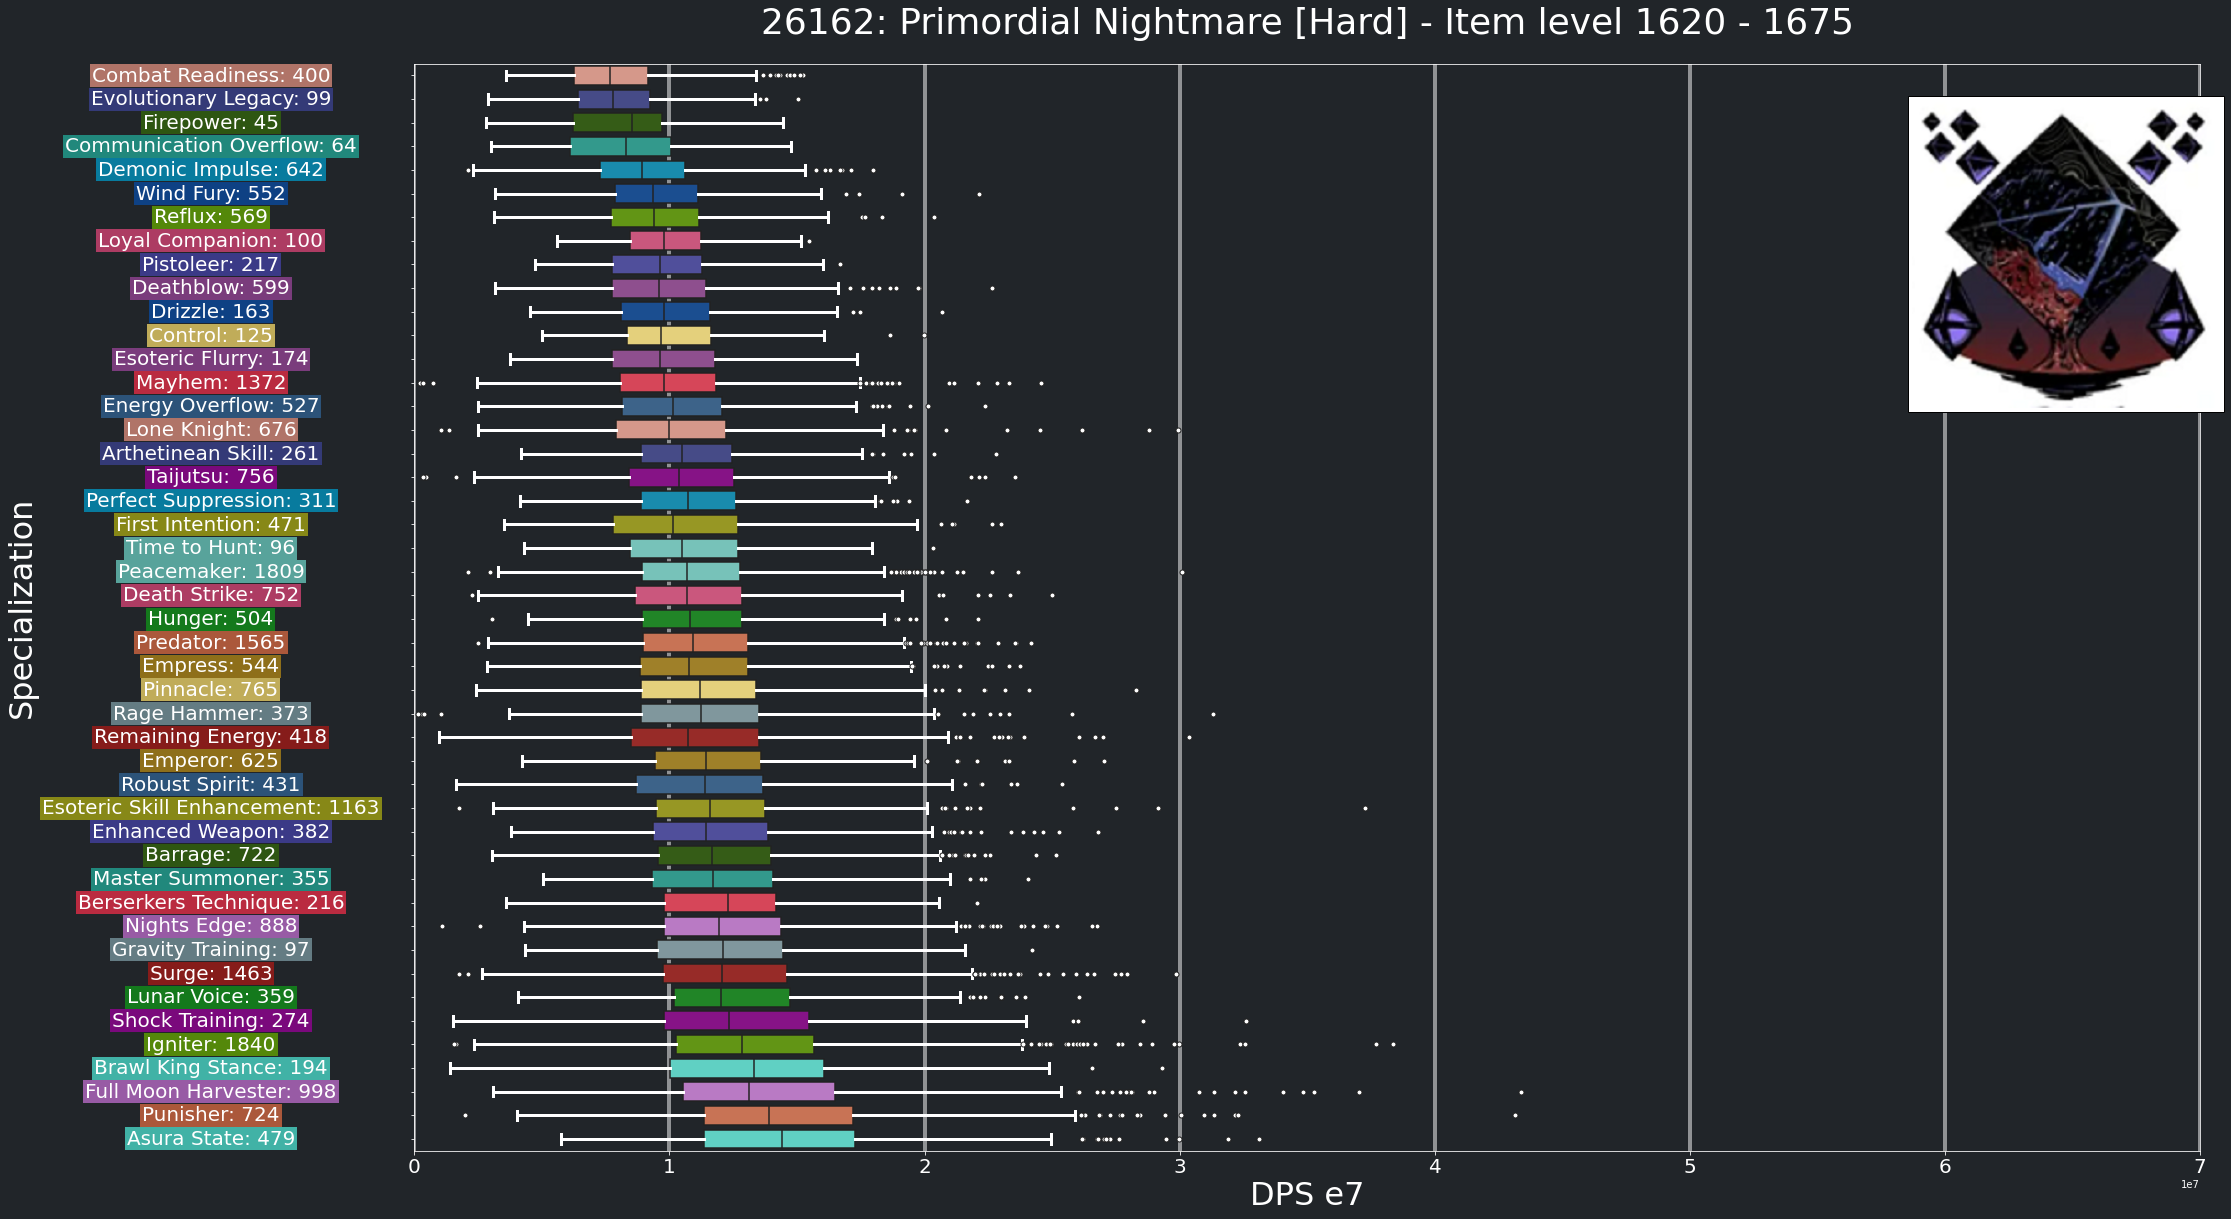 26162: Primordial Nightmare [Hard] - Item level 1620 - 1675
Combat Readiness: 400
Evolutionary Legacy: 99
Firepower: 45
Communication Overflow: 64
Demonic Impulse: 642
Wind Fury: 552
Reflux: 569
Loyal Companion: 100
Pistoleer: 217
Deathblow: 599
Drizzle: 163
Control: 125
Esoteric Flurry: 174
Mayhem: 1372
Energy Overflow: 527
Lone Knight: 676
Arthetinean Skill: 261
Taijutsu: 756
Perfect Suppression: 311
First Intention: 471
Time to Hunt: 96
Peacemaker: 1809
Death Strike: 752
Hunger: 504
Predator: 1565
Empress: 544
Pinnacle: 765
Rage Hammer: 373
Remaining Energy: 418
Emperor: 625
Robust Spirit: 431
Esoteric Skill Enhancement: 1163
Enhanced Weapon: 382
Barrage: 722
Master Summoner: 355
Berserkers Technique: 216
Nights Edge: 888
Gravity Training: 97
Surge: 1463
Lunar Voice: 359
Shock Training: 274
Igniter: 1840
Brawl King Stance: 194
Full Moon Harvester: 998
Punisher: 724
Asura State: 479
Specialization
0 1 2 3 4 5 6 7
1e7
DPS e7